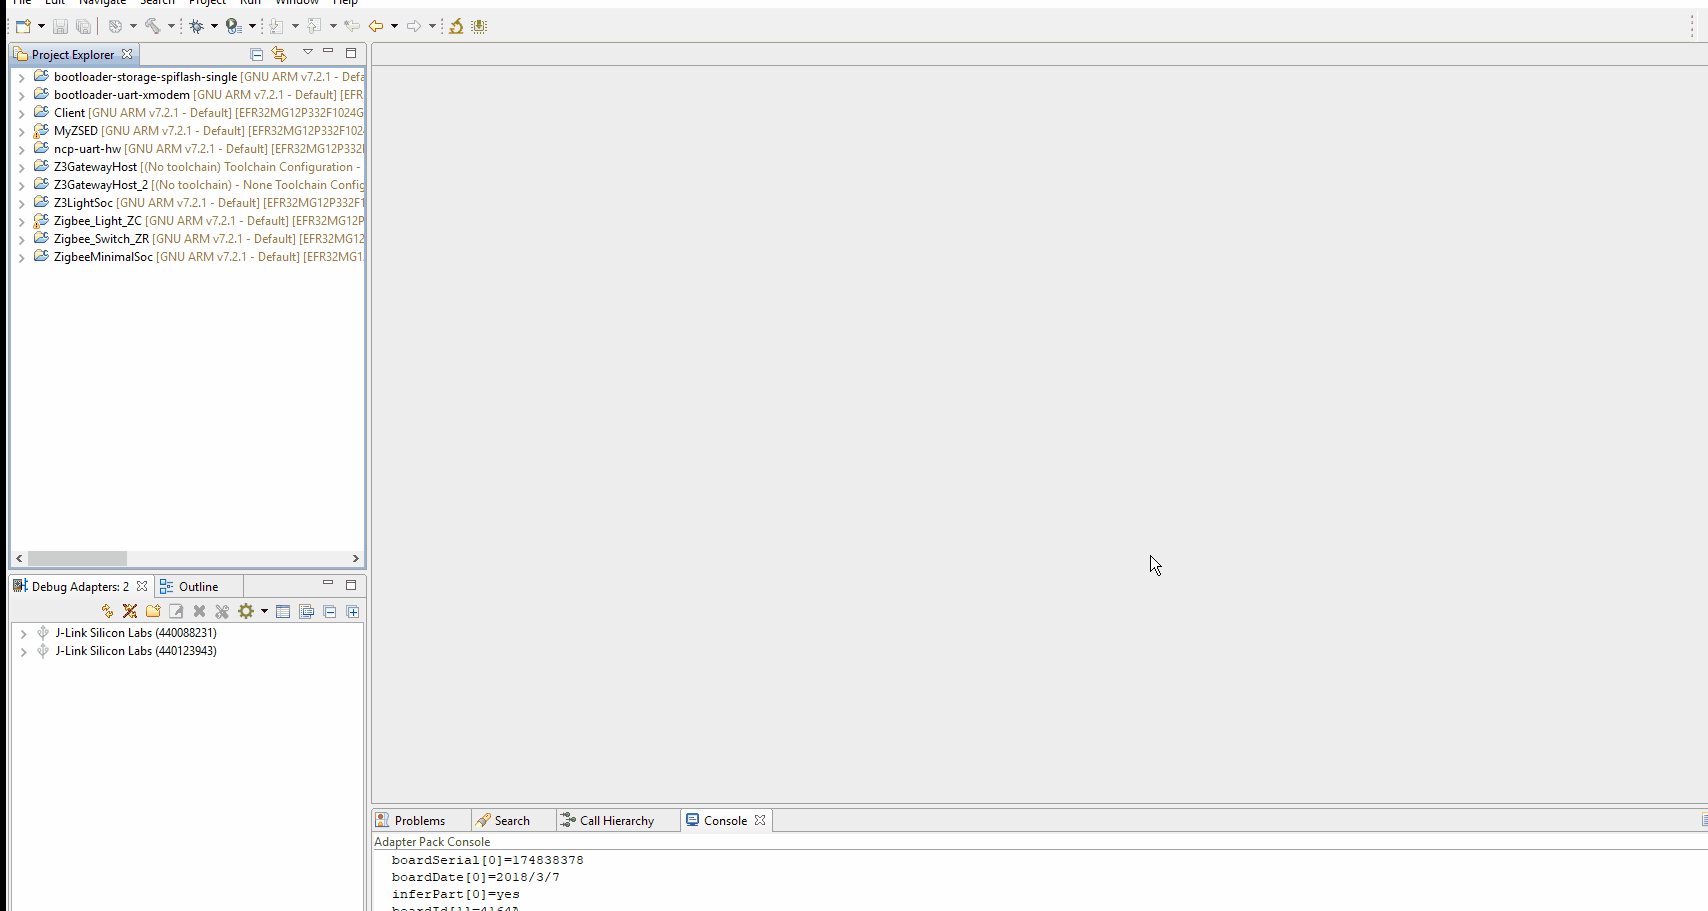 File Edit Navigate Search Project Run Window Help
Project Explorer
bootloader-storage-spiflash-single [GNU ARM v7.2.1 - Defa
bootloader-uart-xmodem [GNU ARM v7.2.1 - Default] [EFR
Client [GNU ARM v7.2.1 - Default] [EFR32MG12P332F1024G
MyZSED [GNU ARM v7.2.1 - Default] [EFR32MG12P332F102
ncp-uart-hw [GNU ARM v7.2.1 - Default] [EFR32MG12P332
Z3GatewayHost [(No toolchain) Toolchain Configuration -
Z3GatewayHost_2 [(No toolchain) - None Toolchain Config
Z3LightSoc [GNU ARM v7.2.1 - Default] [EFR32MG12P332F1
Zigbee_Light_ZC [GNU ARM v7.2.1 - Default] [EFR32MG12P
Zigbee_Switch_ZR [GNU ARM v7.2.1 - Default] [EFR32MG12
ZigbeeMinimalSoc [GNU ARM v7.2.1 - Default] [EFR32MG1
Debug Adapters: 2 Outline
J-Link Silicon Labs (440088231)
J-Link Silicon Labs (440123943)
Problems Search Call Hierarchy Console
Adapter Pack Console
boardSerial[0]=174838378
boardDate[0]=2018/3/7
inferPart[0]=yes
boardId[1]=4164A